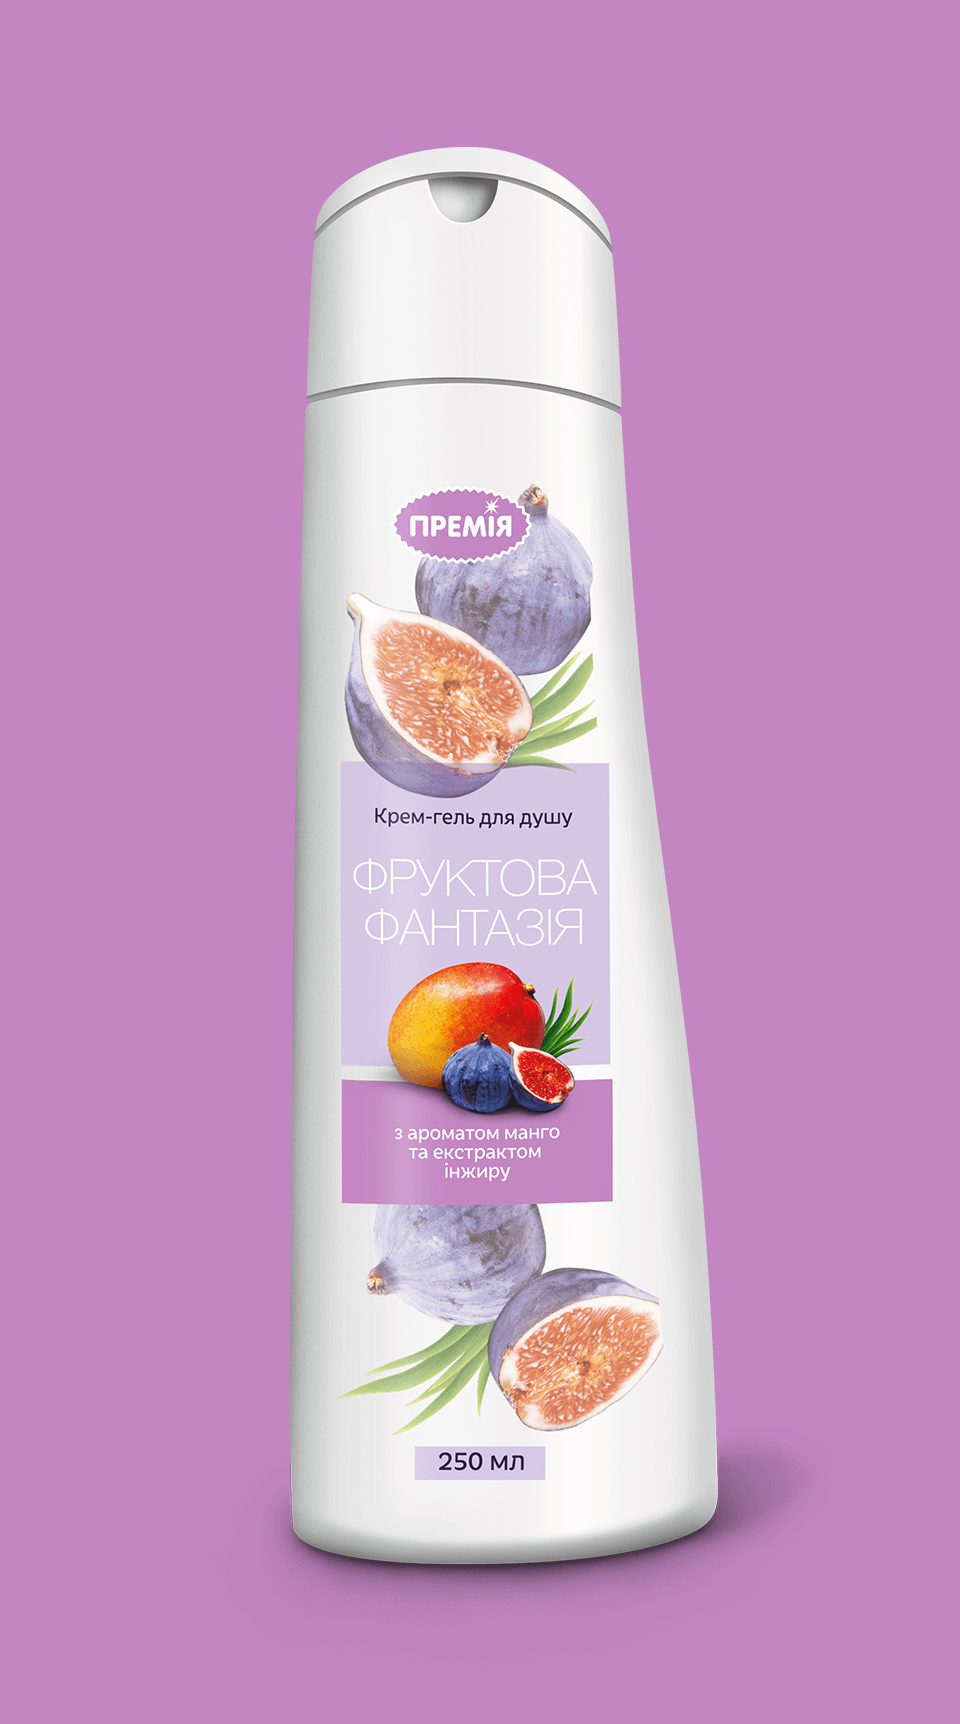 ПРЕМІЯ
Крем-гель для душу
ФРУКТОВА
ФАНТАЗІЯ
з ароматом манго
та екстрактом
інжиру
250 мл